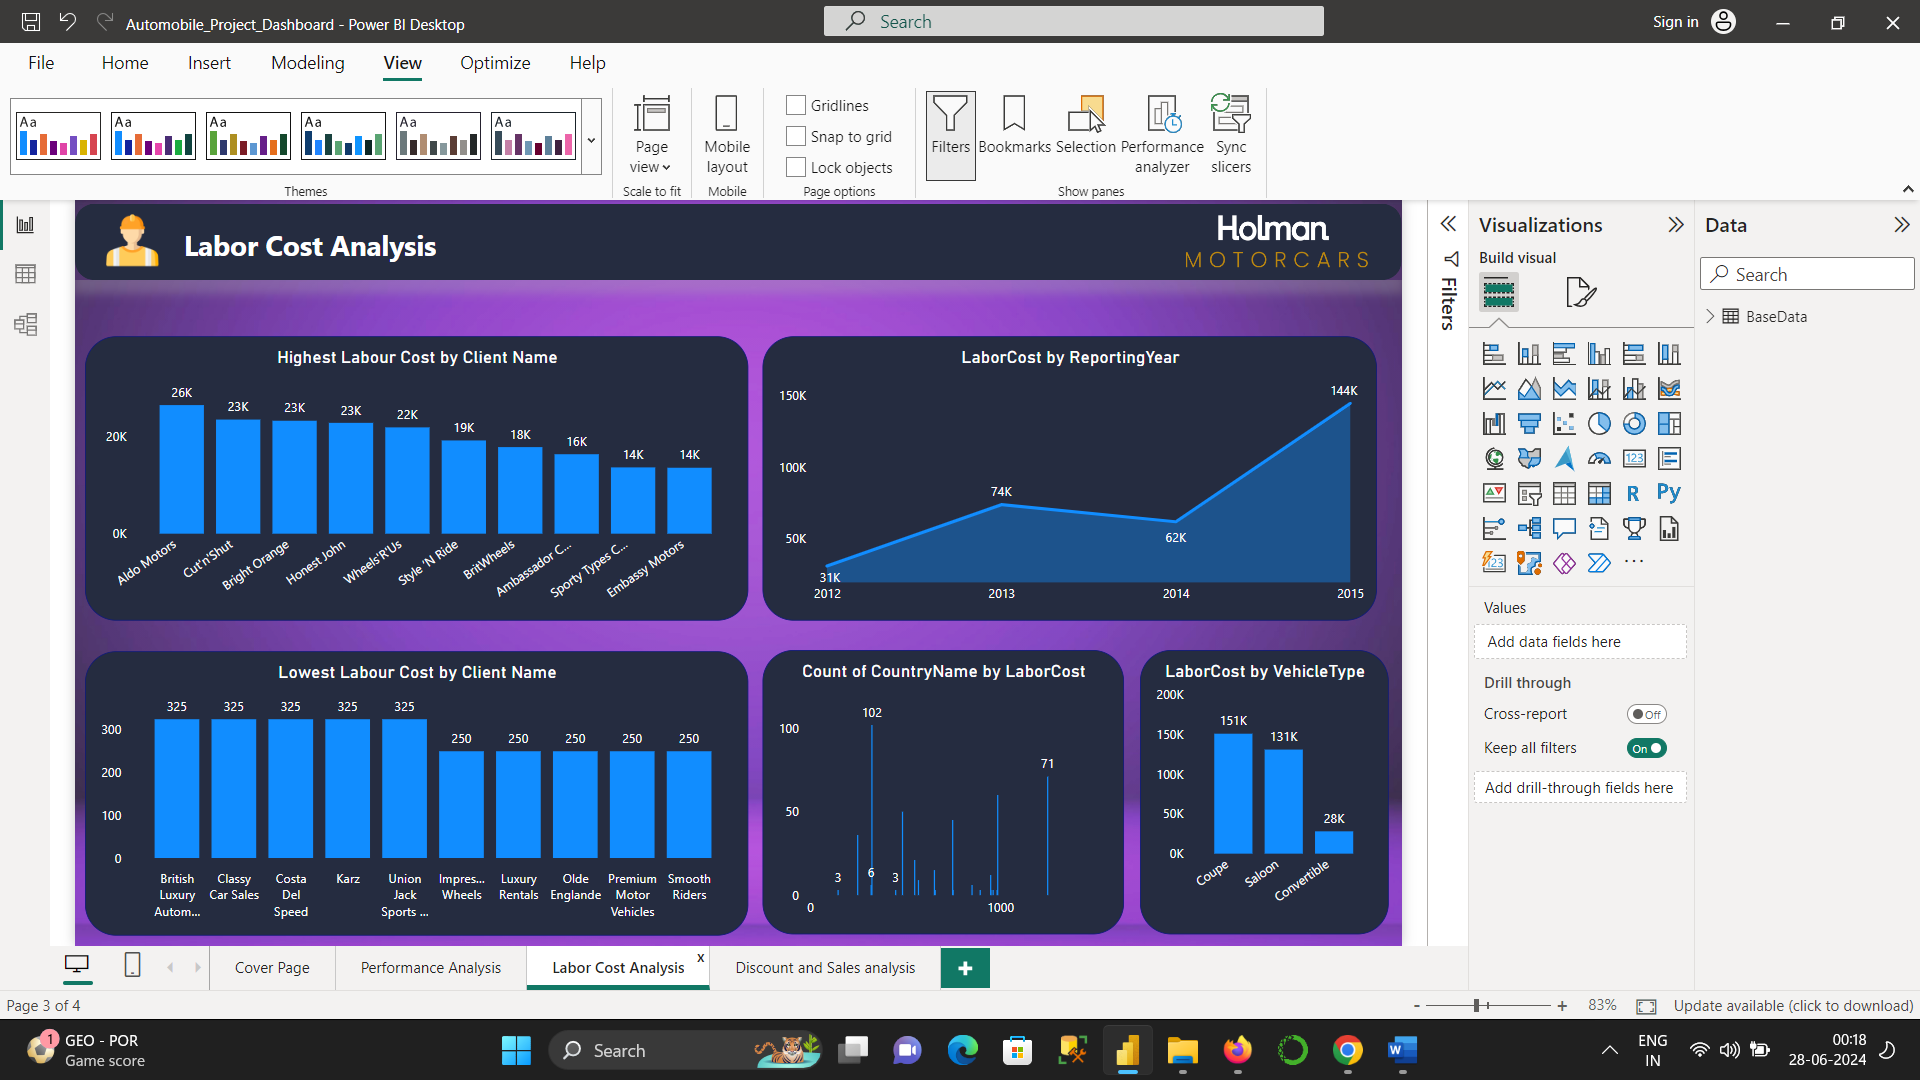 Automobile_Project_Dashboard - Power BI Desktop
Search
Sign in
File Home Insert Modeling View Optimize Help
Aa Aa Aa Aa Aa Aa
Themes
Page view
Scale to fit
Mobile layout
Mobile
Gridlines
Snap to grid
Lock objects
Page options
Filters
Bookmarks
Selection
Performance analyzer
Sync slicers
Show panes
Labor Cost Analysis
Holman
MOTORCARS
Highest Labour Cost by Client Name
26K 23K 23K 23K 22K 19K 18K 16K 14K 14K
20K
0K
Aldo Motors
Cut'n'Shut
Bright Orange
Honest John
Wheels'R'Us
Style 'N Ride
BritWheels
Ambassador C...
Sporty Types C...
Embassy Motors
LaborCost by ReportingYear
150K
100K
50K
31K
74K
62K
144K
2012 2013 2014 2015
Lowest Labour Cost by Client Name
325 325 325 325 325 250 250 250 250 250
300
200
100
0
British Luxury Autom...
Classy Car Sales
Costa Del Speed
Karz
Union Jack Sports ...
Impres... Wheels
Luxury Rentals
Olde Englande
Premium Motor Vehicles
Smooth Riders
Count of CountryName by LaborCost
100
50
0
3
6
102
3
71
0 1000
LaborCost by VehicleType
200K
150K
100K
50K
0K
151K
131K
28K
Coupe
Saloon
Convertible
Filters
Visualizations
Build visual
123
R
Py
123
Values
Add data fields here
Drill through
Cross-report
Off
Keep all filters
On
Add drill-through fields here
Data
Search
BaseData
Cover Page
Performance Analysis
Labor Cost Analysis
x
Discount and Sales analysis
+
Page 3 of 4
- + 83%
Update available (click to download)
1
GEO - POR
Game score
Search
ENG
IN
00:18
28-06-2024